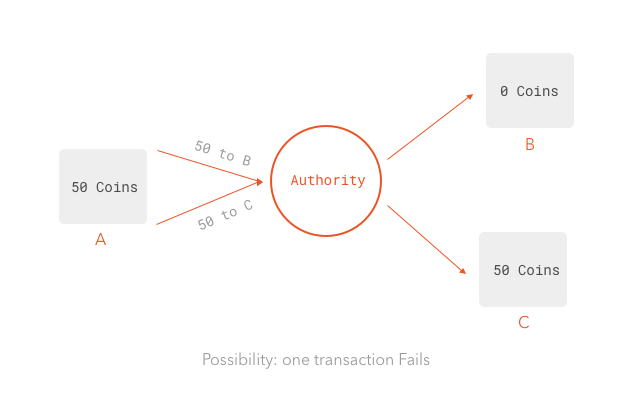 0 Coins
B
50 to B
50 Coins
A
Authority
50 to C
50 Coins
C
Possibility: one transaction Fails